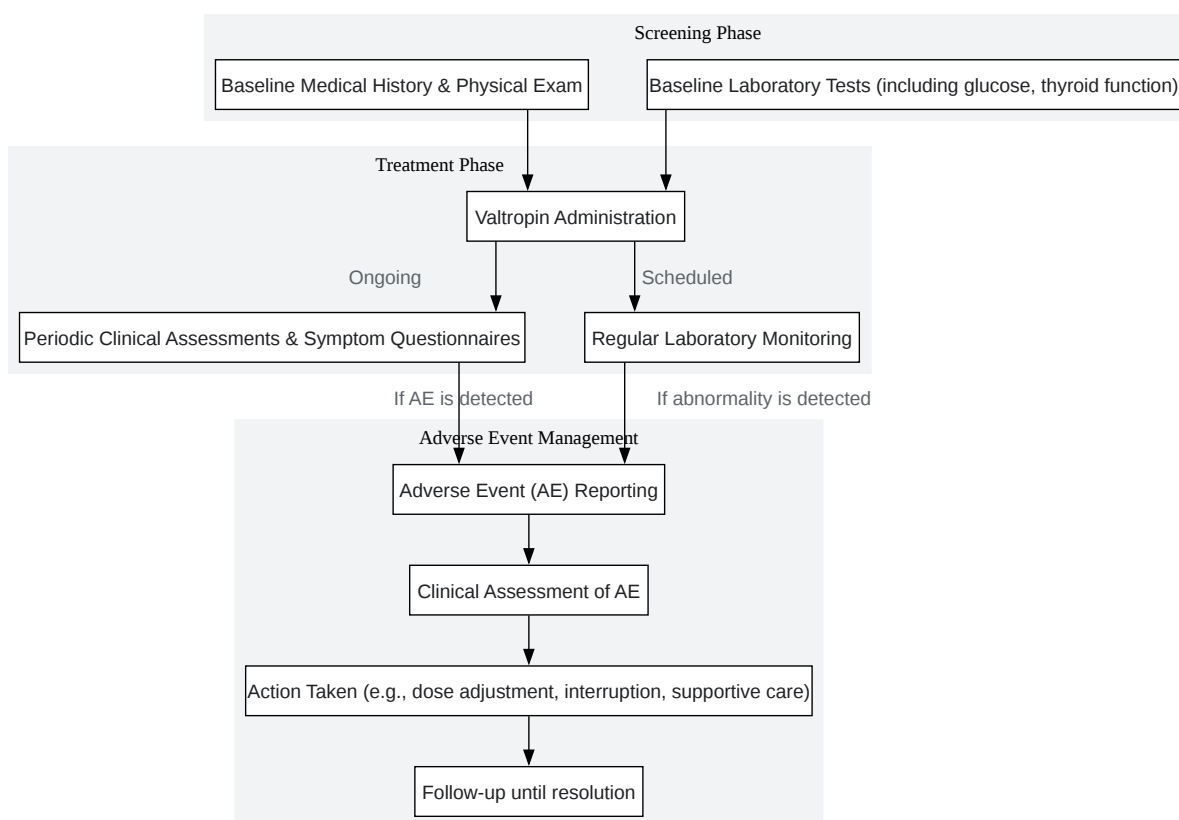 Screening Phase
Baseline Medical History & Physical Exam
Baseline Laboratory Tests (including glucose, thyroid function)
Treatment Phase
Valtropin Administration
Ongoing
Scheduled
Periodic Clinical Assessments & Symptom Questionnaires
Regular Laboratory Monitoring
If AE is detected
If abnormality is detected
Adverse Event Management
Adverse Event (AE) Reporting
Clinical Assessment of AE
Action Taken (e.g., dose adjustment, interruption, supportive care)
Follow-up until resolution